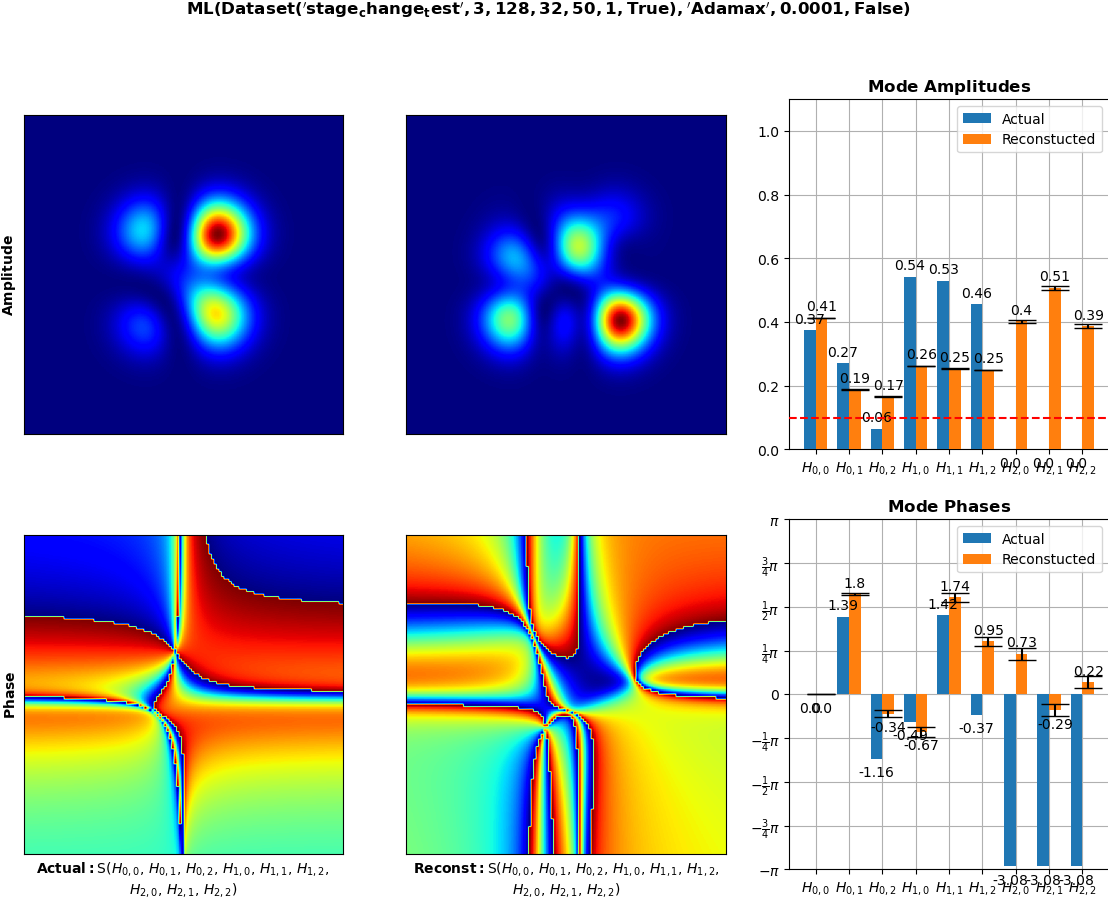 ML(Dataset('stage_change_test', 3, 128, 32, 50, 1, True), 'Adamax', 0.0001, False)
Amplitude
Mode Amplitudes
Actual
Reconstucted
1.0
0.8
0.6
0.4
0.2
0.0
0.37 0.41 0.27 0.19 0.06 0.17 0.54 0.26 0.53 0.25 0.46 0.25 0.0 0.4 0.0 0.51 0.0 0.39
H0,0 H0,1 H0,2 H1,0 H1,1 H1,2 H2,0 H2,1 H2,2
Phase
Mode Phases
Actual
Reconstucted
π
3/4π
1/2π
1/4π
0
−1/4π
−1/2π
−3/4π
−π
0.0 0.0 1.39 1.8 -1.16 -0.34 -0.49 -0.67 1.42 1.74 -0.37 0.95 -3.08 0.73 -3.08 -0.29 -3.08 0.22
H0,0 H0,1 H0,2 H1,0 H1,1 H1,2 H2,0 H2,1 H2,2
Actual:S(H0,0, H0,1, H0,2, H1,0, H1,1, H1,2,
H2,0, H2,1, H2,2)
Reconst:S(H0,0, H0,1, H0,2, H1,0, H1,1, H1,2,
H2,0, H2,1, H2,2)